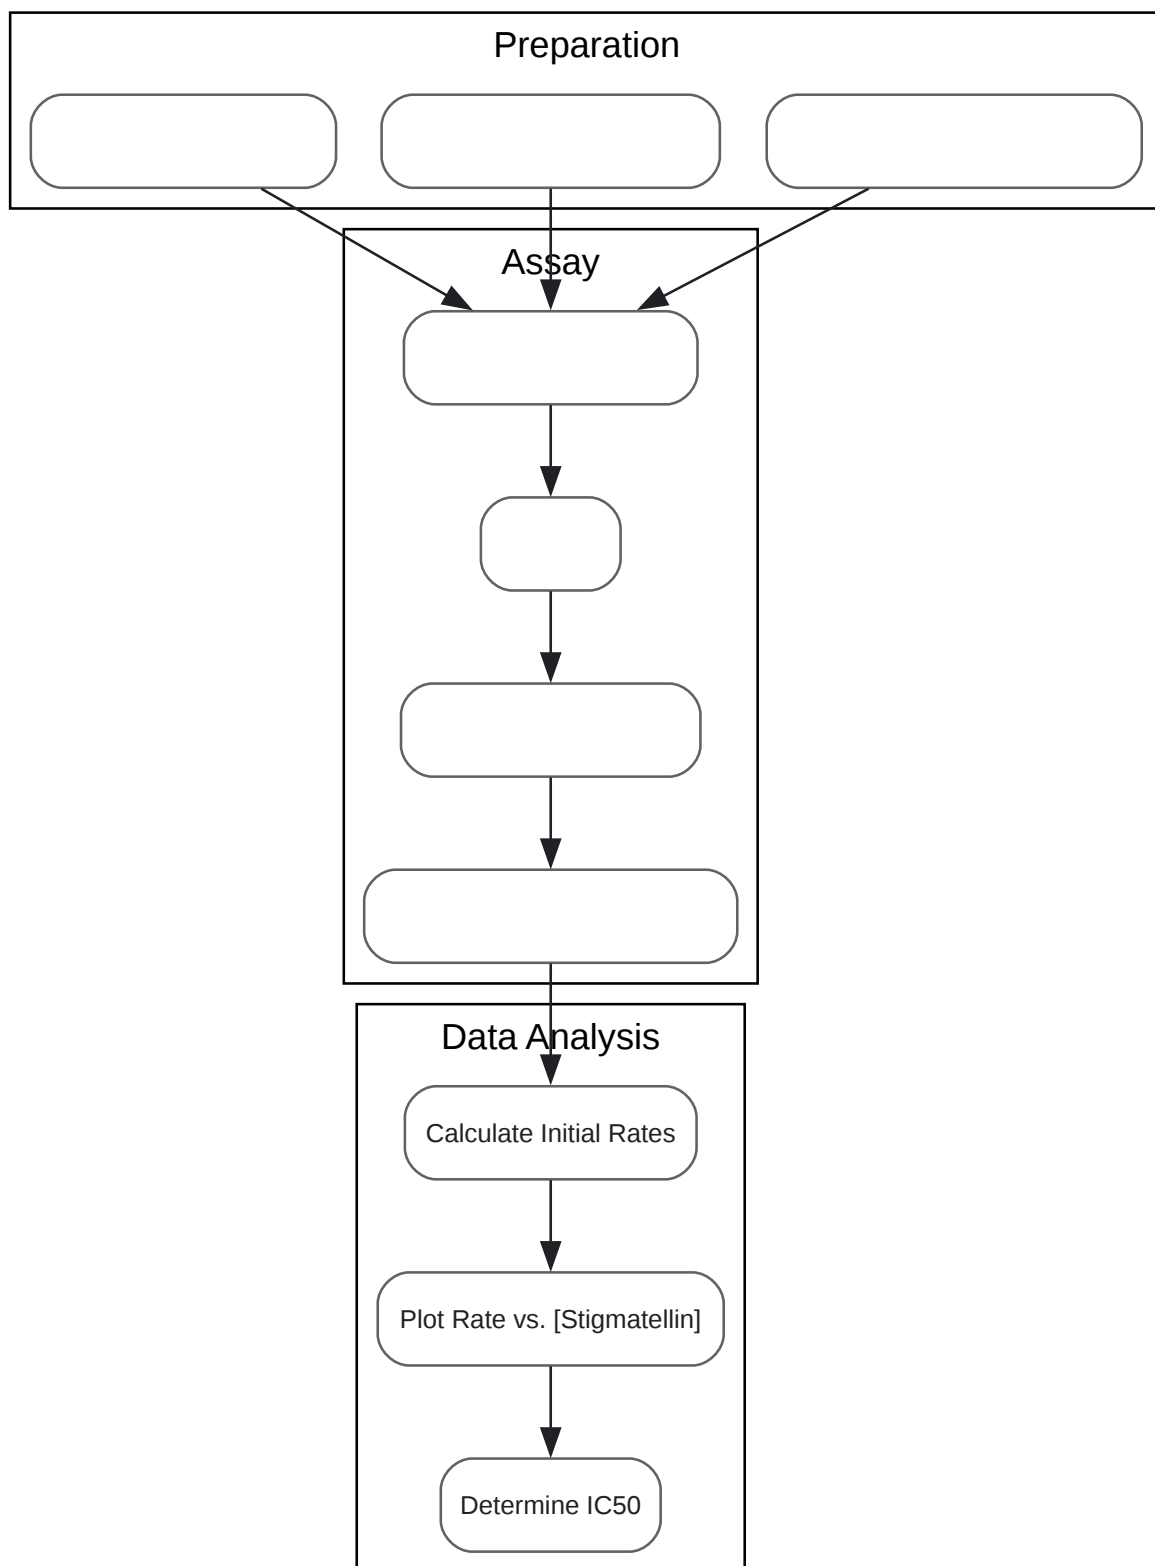 Preparation
Assay
Data Analysis
Calculate Initial Rates
Plot Rate vs. [Stigmatellin]
Determine IC50